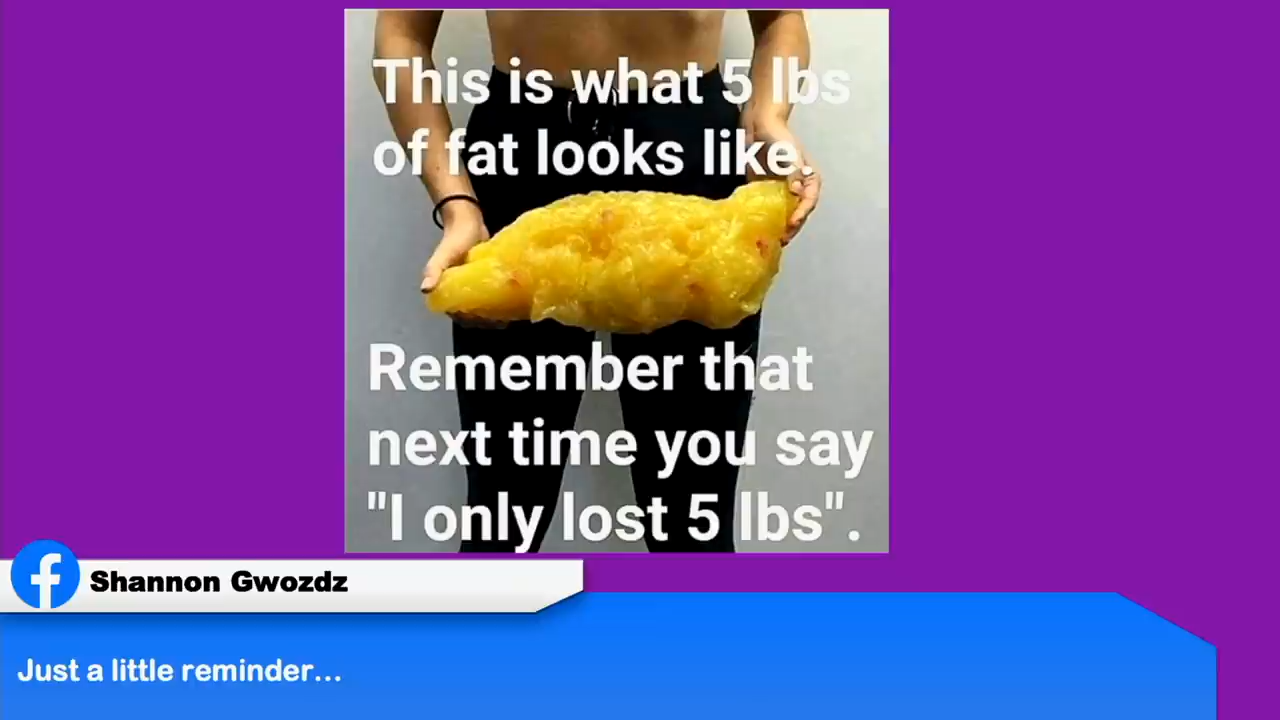 This is what 5 lbs
of fat looks like.
Remember that
next time you say
"I only lost 5 lbs".
Shannon Gwozdz
Just a little reminder...